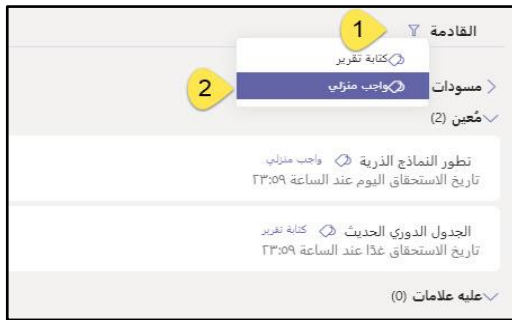 القادمة
1
كتابة تقرير
2
واجب منزلي
مسودات
مُعين (2)
تطور النماذج الذرية واجب منزلي
تاريخ الاستحقاق اليوم عند الساعة ٢٣:٥٩
الجدول الدوري الحديث كتابة تقرير
تاريخ الاستحقاق غدًا عند الساعة ٢٣:٥٩
عليه علامات (0)